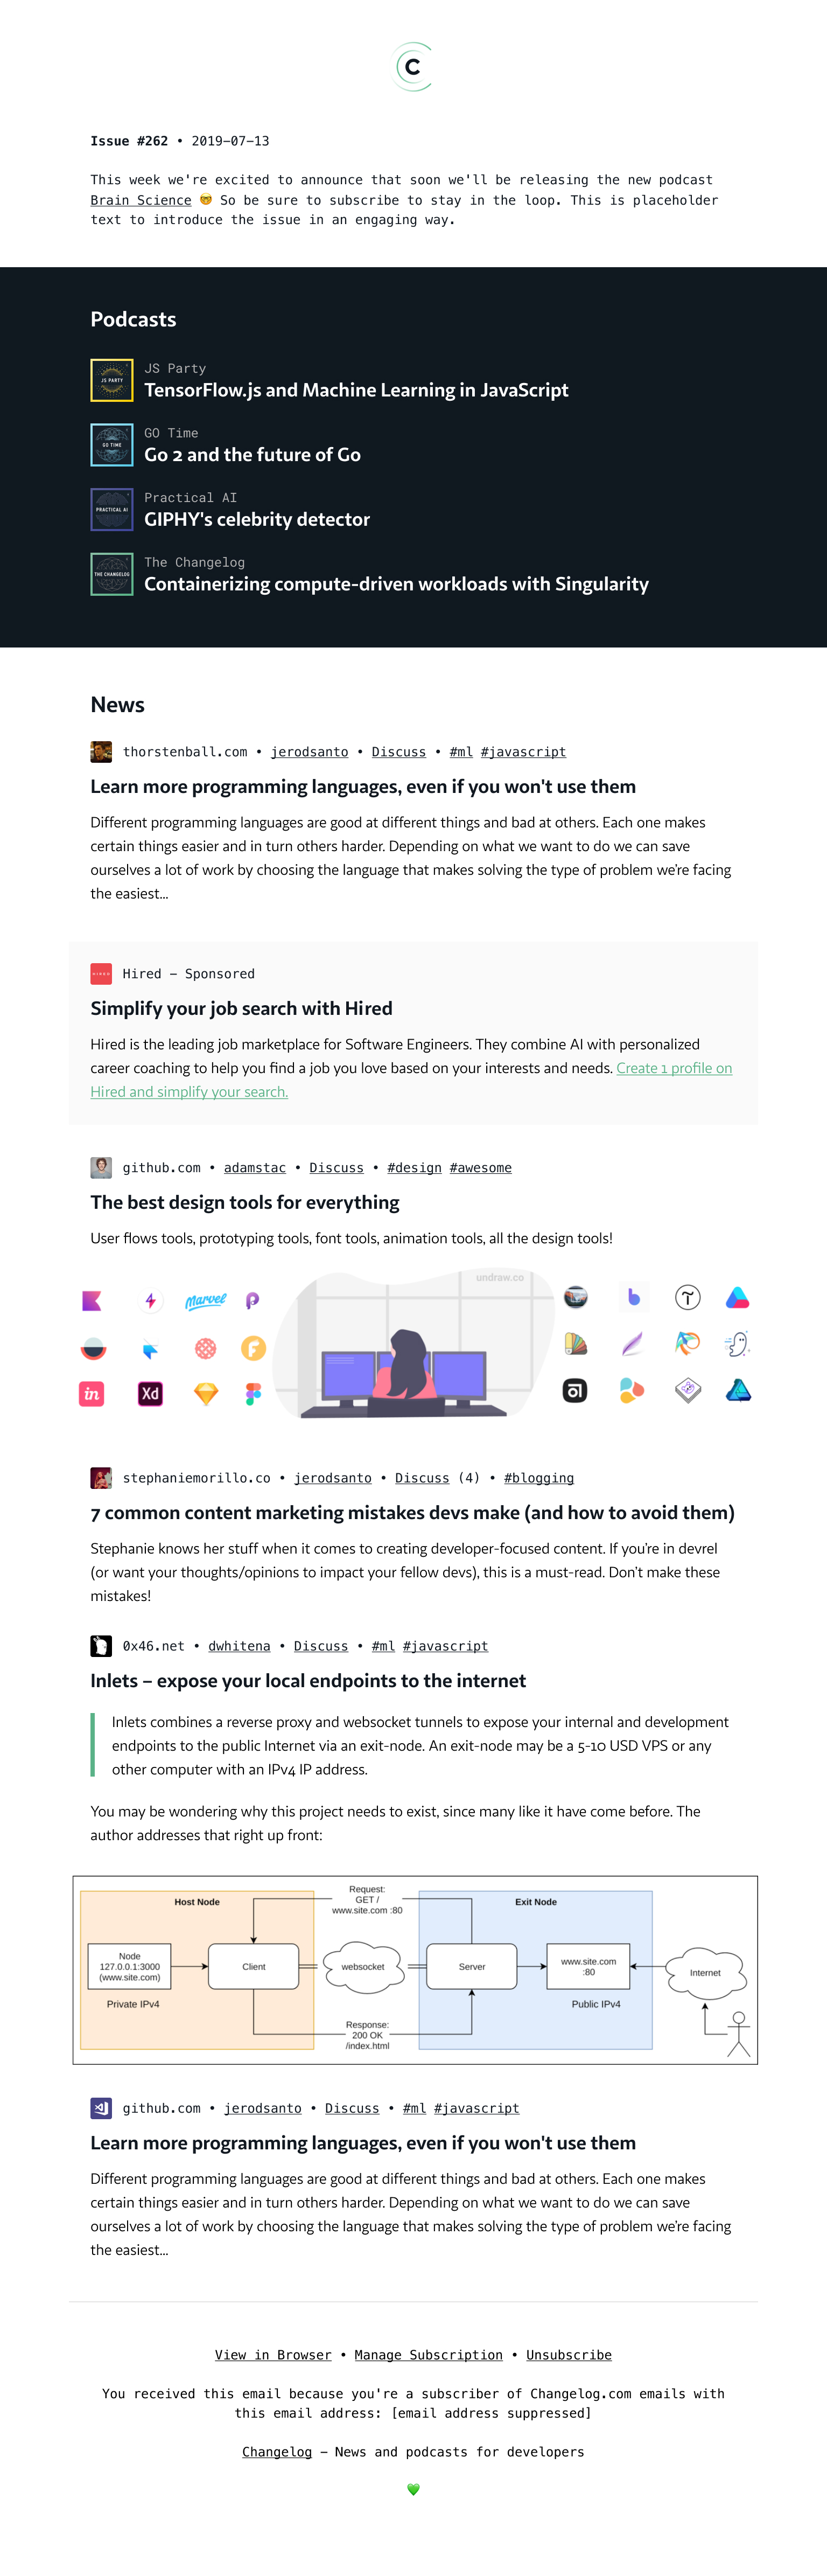 C
Issue #262 • 2019-07-13
This week we're excited to announce that soon we'll be releasing the new podcast
Brain Science 🤓 So be sure to subscribe to stay in the loop. This is placeholder
text to introduce the issue in an engaging way.
Podcasts
JS PARTY
JS Party
TensorFlow.js and Machine Learning in JavaScript
GO TIME
GO Time
Go 2 and the future of Go
PRACTICAL AI
Practical AI
GIPHY's celebrity detector
THE CHANGELOG
The Changelog
Containerizing compute-driven workloads with Singularity
News
thorstenball.com • jerodsanto • Discuss • #ml #javascript
Learn more programming languages, even if you won't use them
Different programming languages are good at different things and bad at others. Each one makes
certain things easier and in turn others harder. Depending on what we want to do we can save
ourselves a lot of work by choosing the language that makes solving the type of problem we're facing
the easiest...
HIRED
Hired – Sponsored
Simplify your job search with Hired
Hired is the leading job marketplace for Software Engineers. They combine AI with personalized
career coaching to help you find a job you love based on your interests and needs. Create 1 profile on
Hired and simplify your search.
github.com • adamstac • Discuss • #design #awesome
The best design tools for everything
User flows tools, prototyping tools, font tools, animation tools, all the design tools!
undraw.co
Marvel
in
Xd
stephaniemorillo.co • jerodsanto • Discuss (4) • #blogging
7 common content marketing mistakes devs make (and how to avoid them)
Stephanie knows her stuff when it comes to creating developer-focused content. If you're in devrel
(or want your thoughts/opinions to impact your fellow devs), this is a must-read. Don't make these
mistakes!
0x46.net • dwhitena • Discuss • #ml #javascript
Inlets – expose your local endpoints to the internet
Inlets combines a reverse proxy and websocket tunnels to expose your internal and development
endpoints to the public Internet via an exit-node. An exit-node may be a 5-10 USD VPS or any
other computer with an IPv4 IP address.
You may be wondering why this project needs to exist, since many like it have come before. The
author addresses that right up front:
Host Node
Request:
GET /
www.site.com :80
Exit Node
Node
127.0.0.1:3000
(www.site.com)
Client
websocket
Server
www.site.com
:80
Internet
Private IPv4
Public IPv4
Response:
200 OK
/index.html
github.com • jerodsanto • Discuss • #ml #javascript
Learn more programming languages, even if you won't use them
Different programming languages are good at different things and bad at others. Each one makes
certain things easier and in turn others harder. Depending on what we want to do we can save
ourselves a lot of work by choosing the language that makes solving the type of problem we're facing
the easiest...
View in Browser • Manage Subscription • Unsubscribe
You received this email because you're a subscriber of Changelog.com emails with
this email address: [email address suppressed]
Changelog – News and podcasts for developers
💚